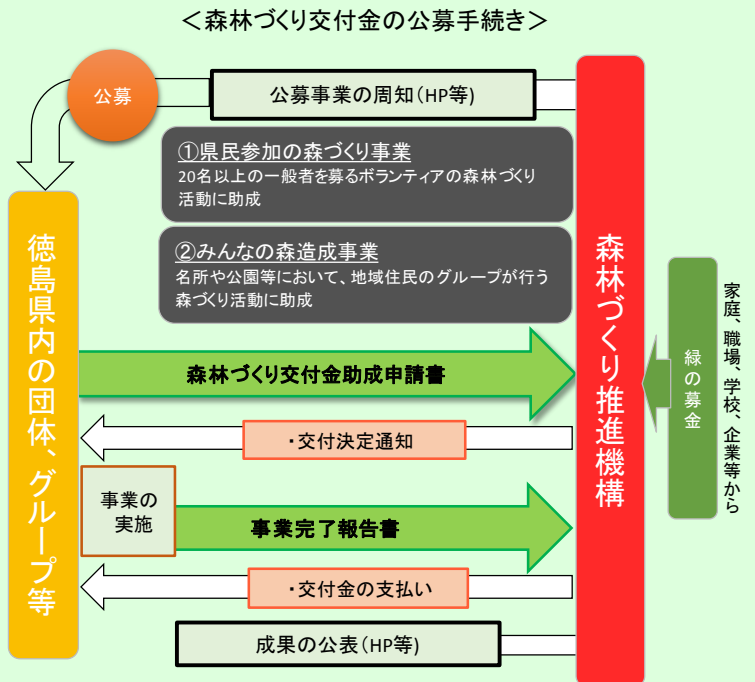 ＜森林づくり交付金の公募手続き＞
公募
公募事業の周知(HP等)
①県民参加の森づくり事業
20名以上の一般者を募るボランティアの森林づくり
活動に助成
②みんなの森造成事業
名所や公園等において、地域住民のグループが行う
森づくり活動に助成
徳島県内の団体、グループ等
森林づくり推進機構
緑の募金
家庭、職場、学校、企業等から
森林づくり交付金助成申請書
・交付決定通知
事業の
実施
事業完了報告書
・交付金の支払い
成果の公表(HP等)